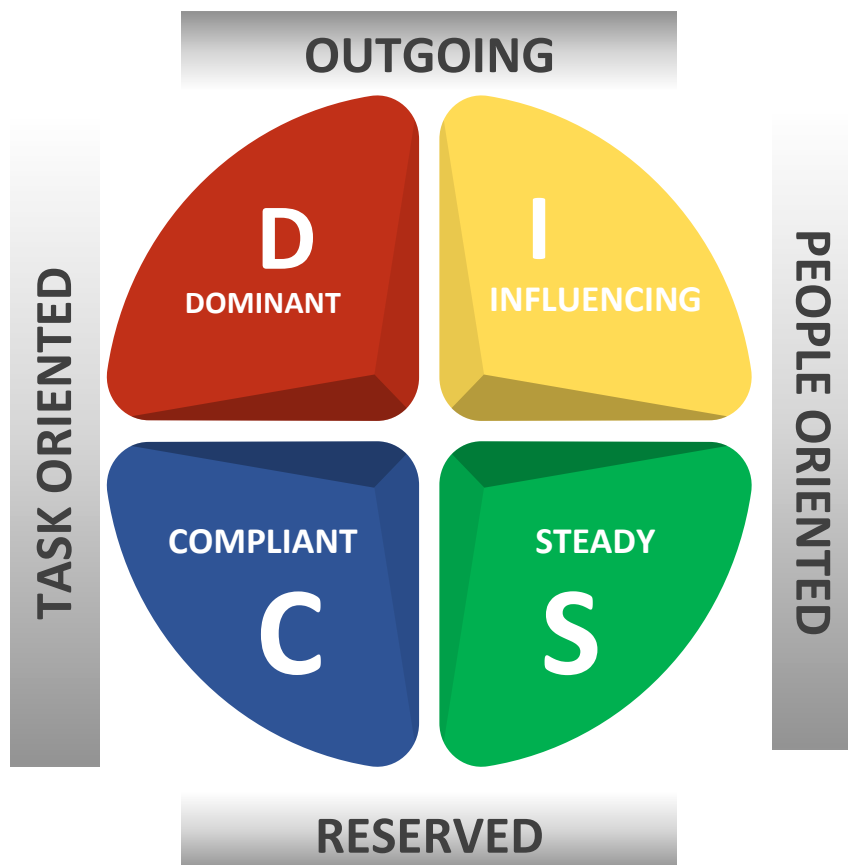 OUTGOING
TASK ORIENTED
D
DOMINANT
I
INFLUENCING
PEOPLE ORIENTED
COMPLIANT
C
STEADY
S
RESERVED